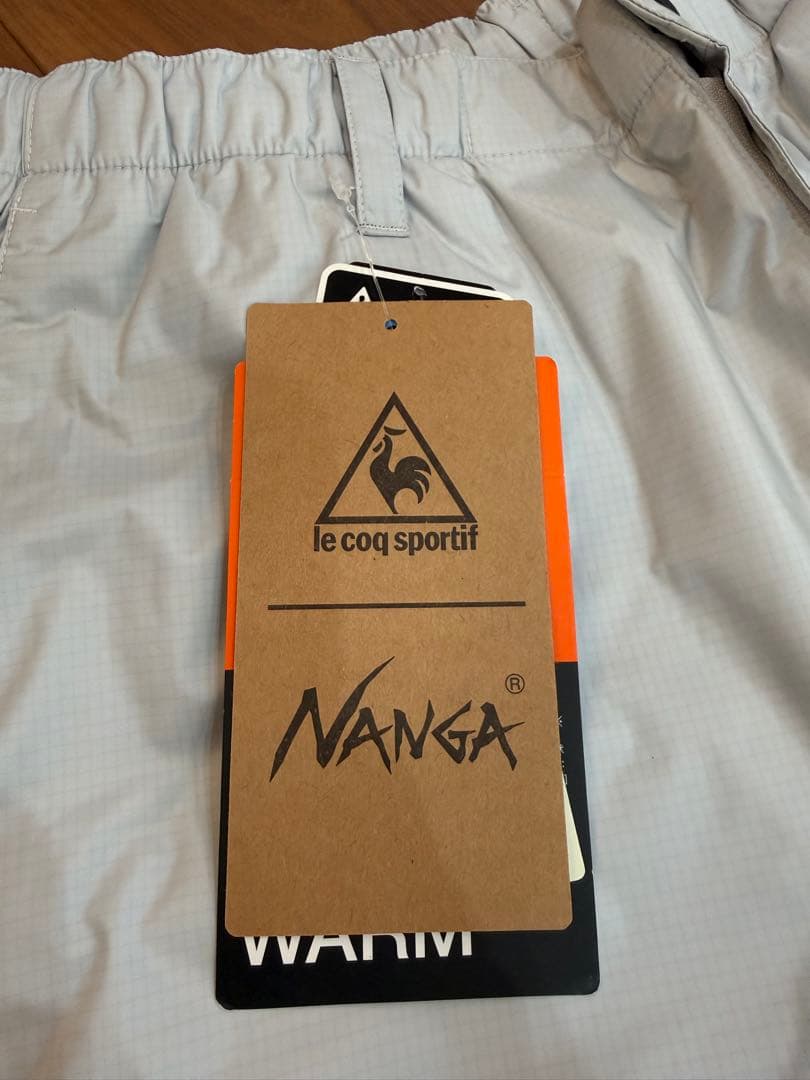 le coq sportif
NANGA®
WARM